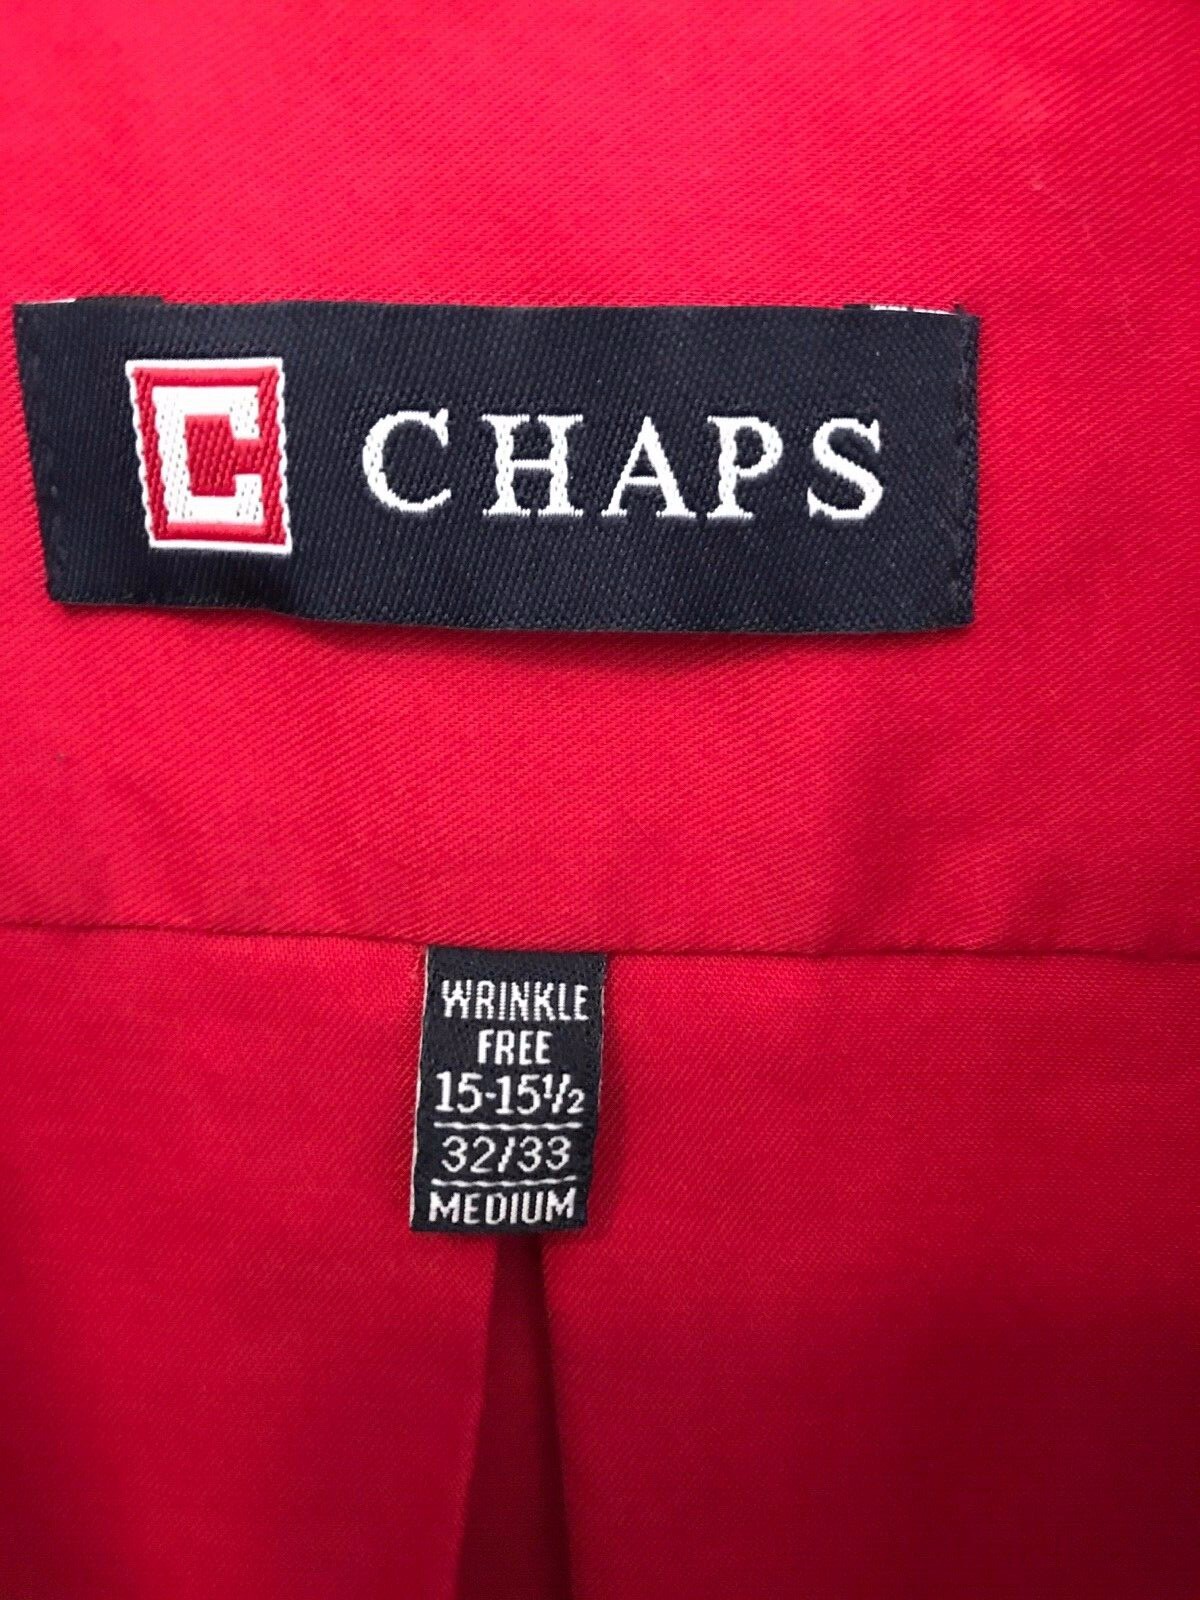 C CHAPS
WRINKLE
FREE
15-15½
32/33
MEDIUM